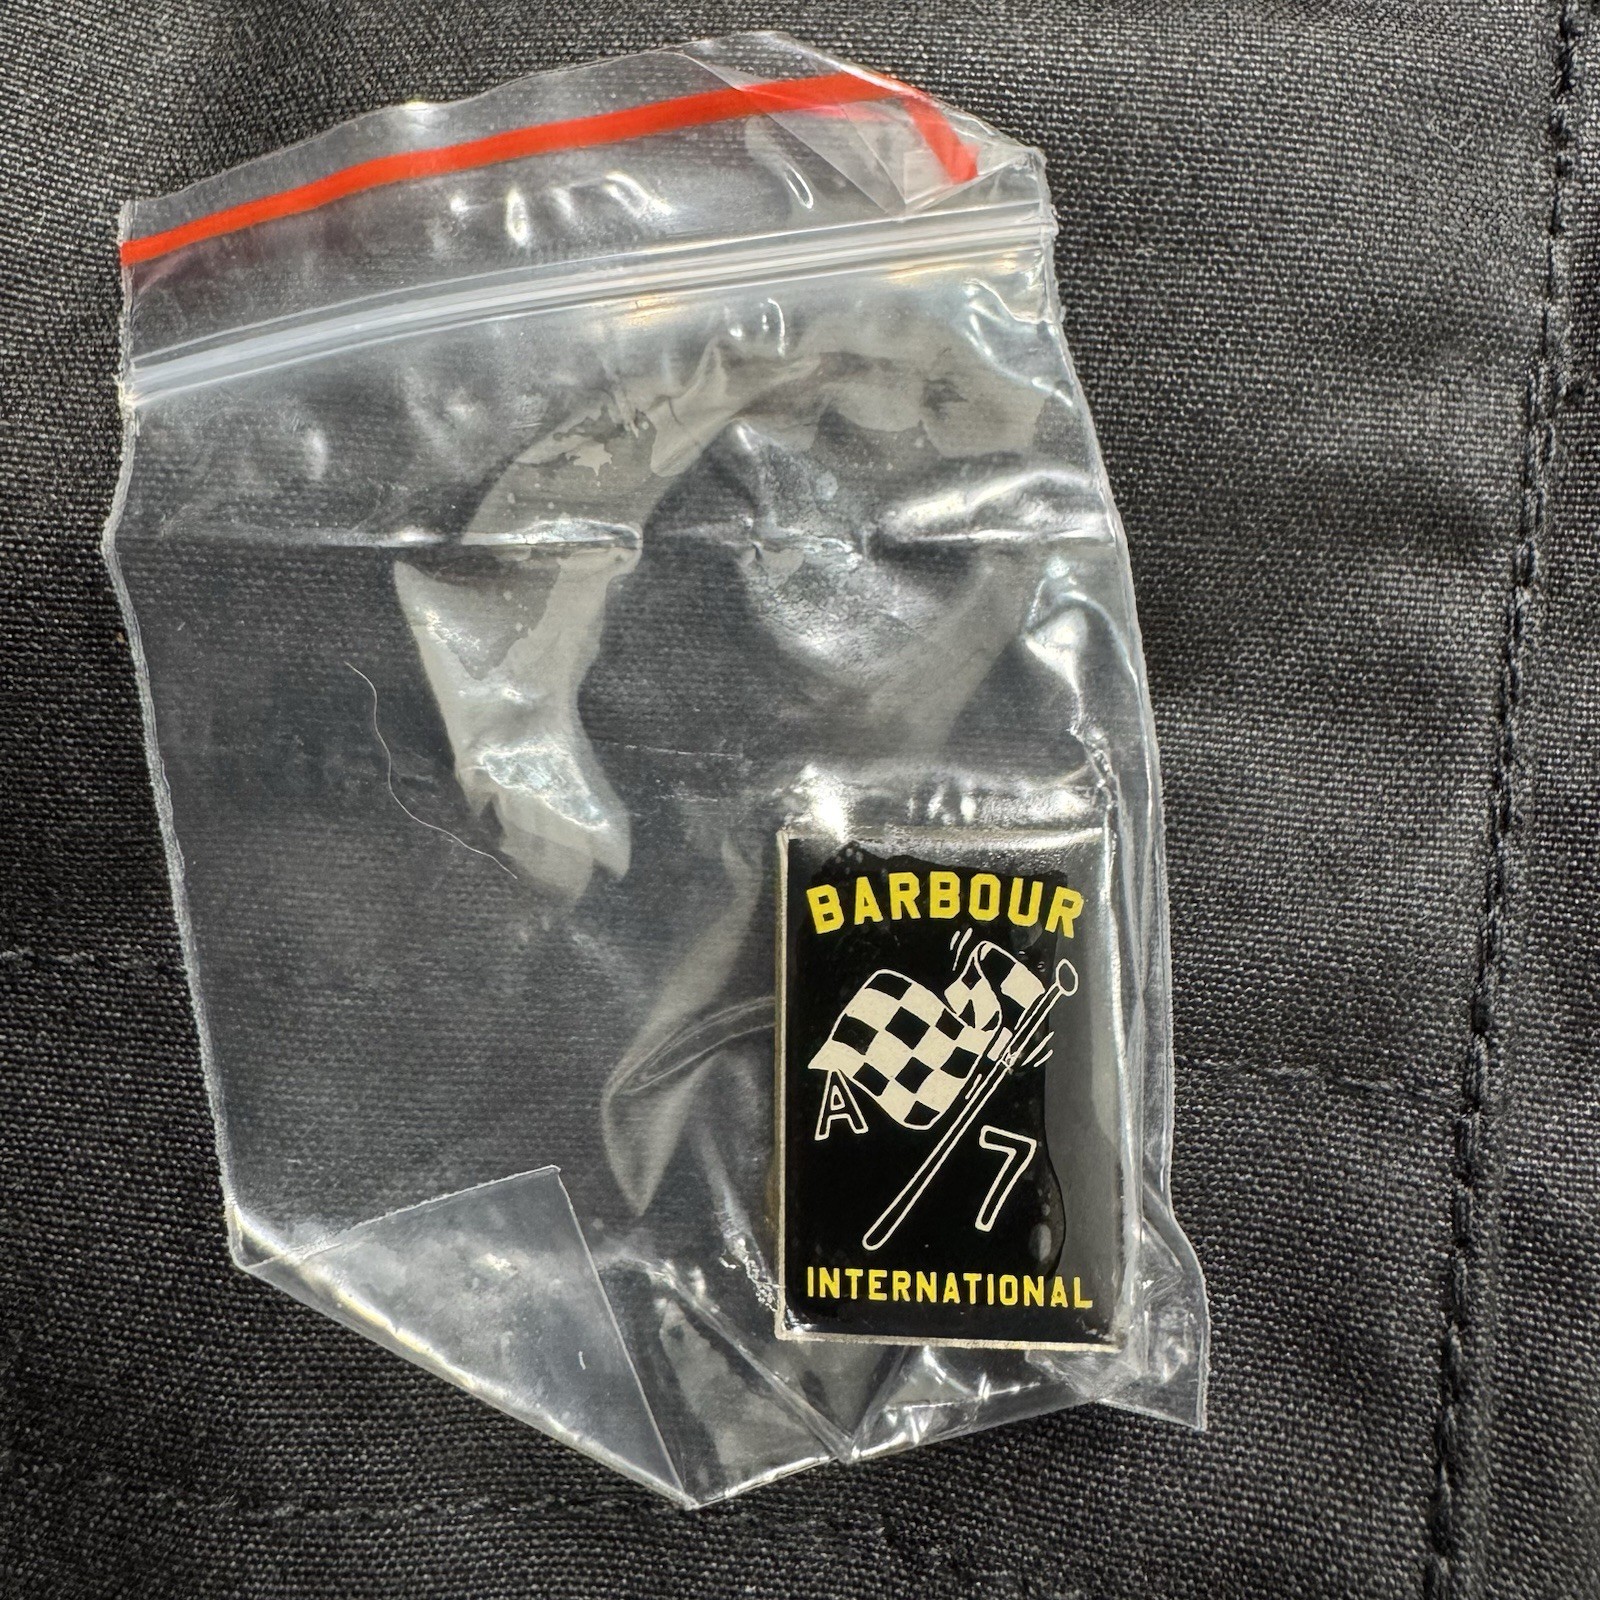 BARBOUR
A
7
INTERNATIONAL